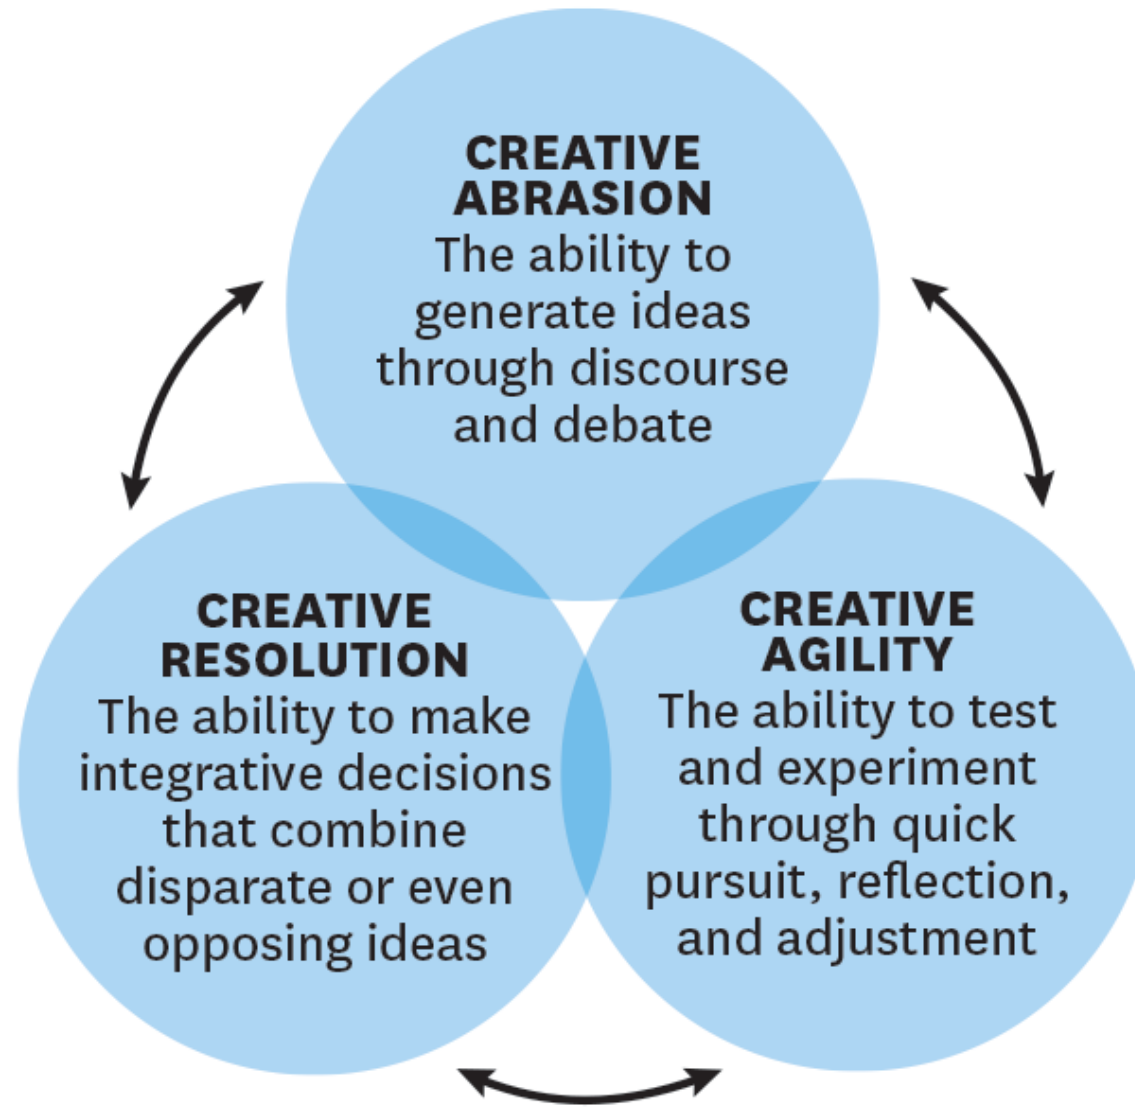 CREATIVE
ABRASION
The ability to
generate ideas
through discourse
and debate
CREATIVE
RESOLUTION
The ability to make
integrative decisions
that combine
disparate or even
opposing ideas
CREATIVE
AGILITY
The ability to test
and experiment
through quick
pursuit, reflection,
and adjustment